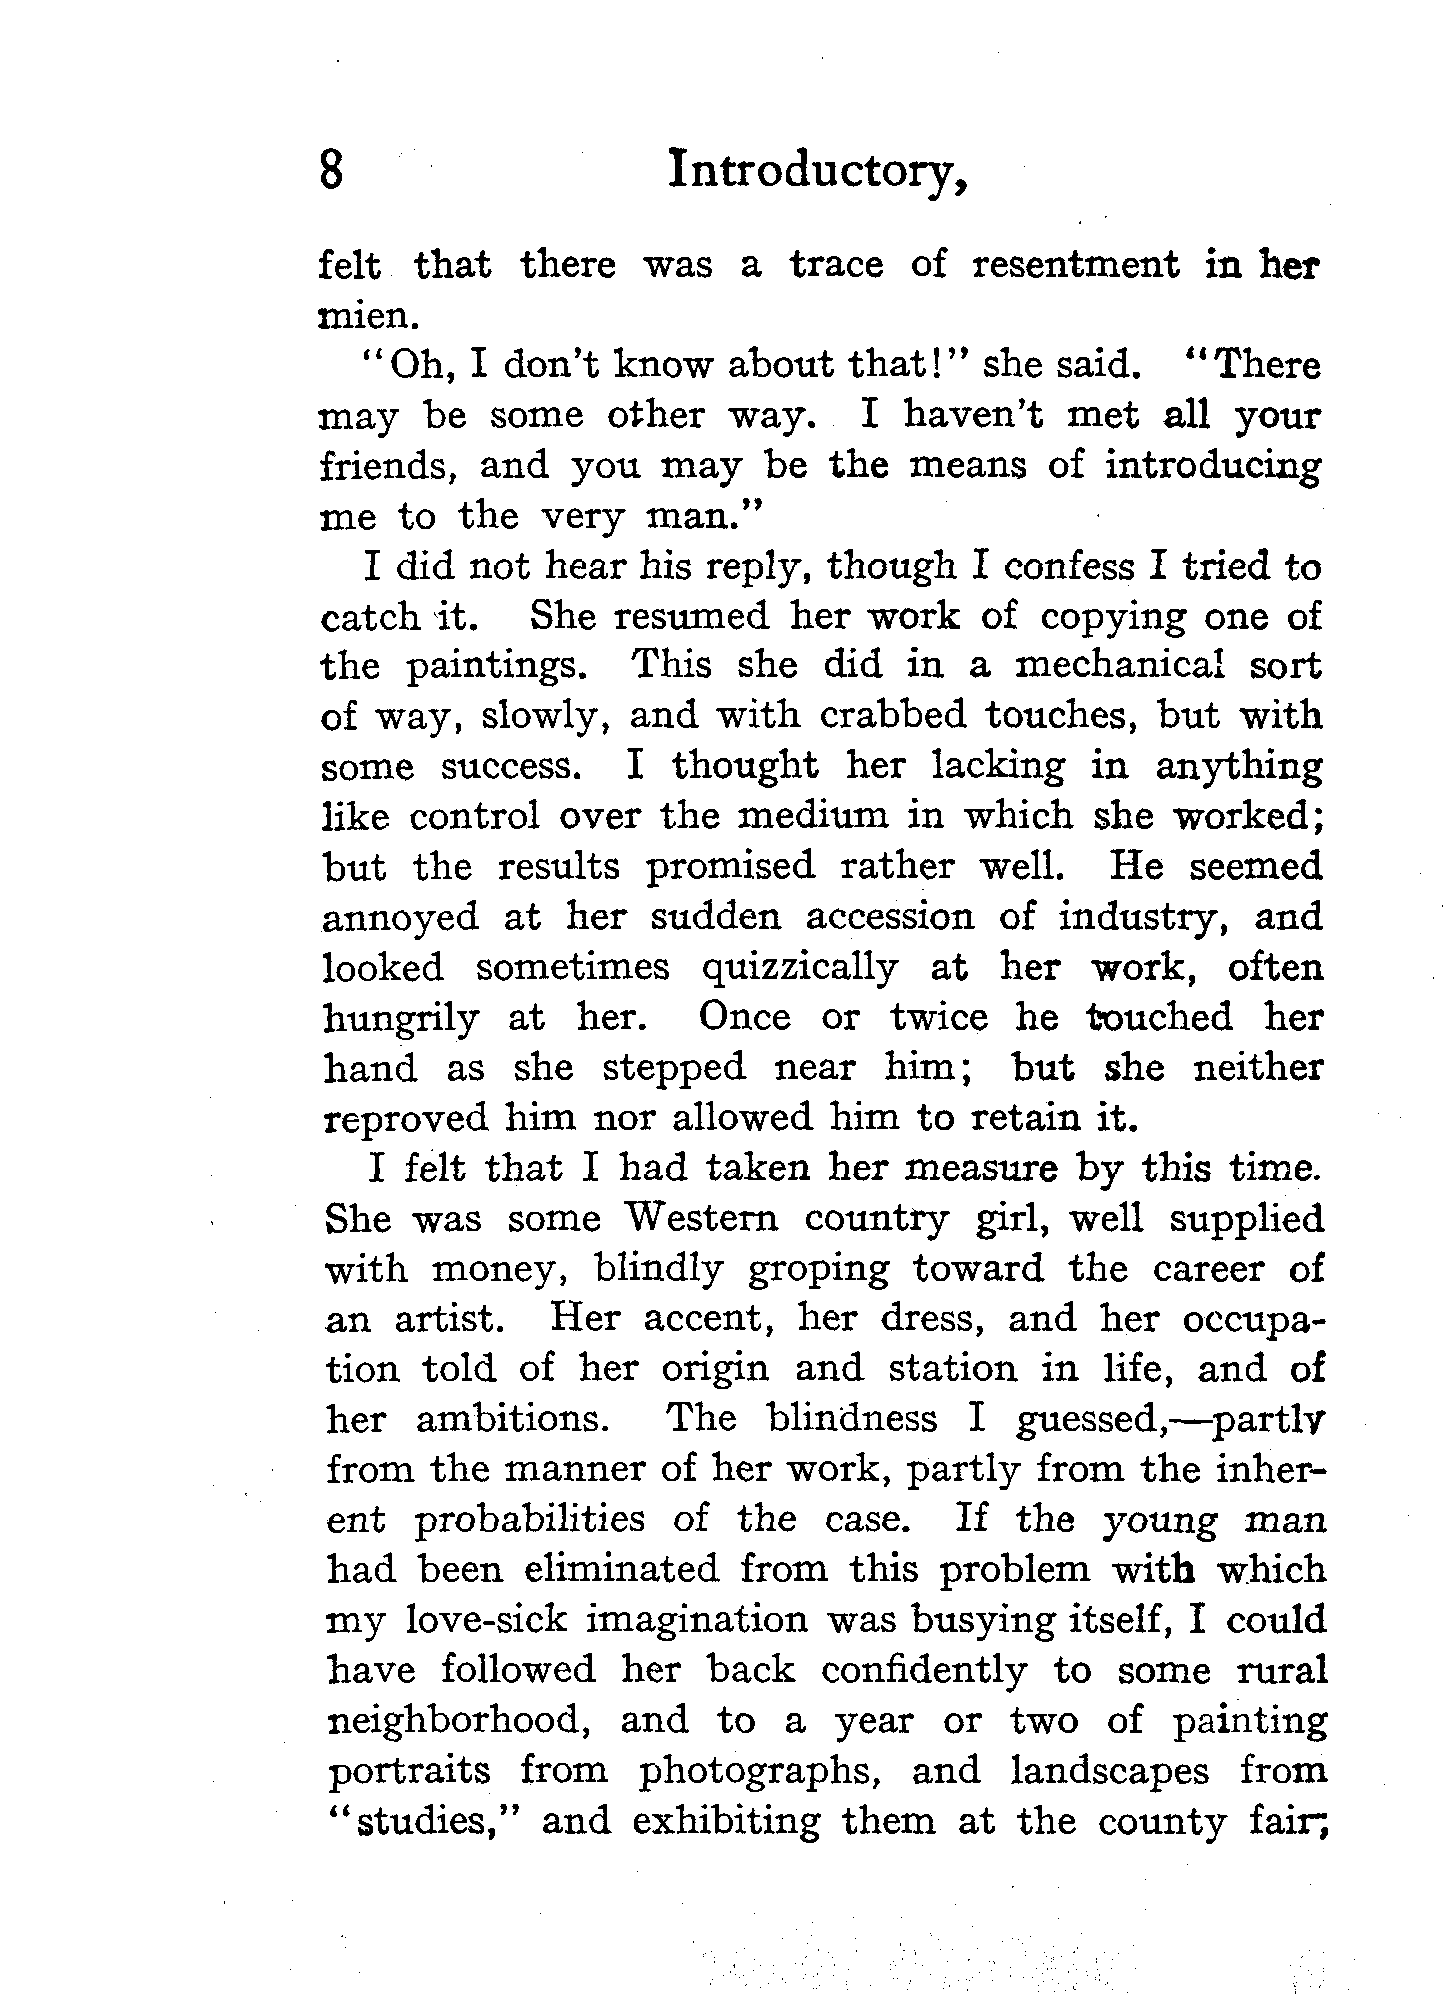 8 Introductory,
felt that there was a trace of resentment in her
mien.
"Oh, I don't know about that!" she said. "There
may be some other way. I haven't met all your
friends, and you may be the means of introducing
me to the very man."
I did not hear his reply, though I confess I tried to
catch it. She resumed her work of copying one of
the paintings. This she did in a mechanical sort
of way, slowly, and with crabbed touches, but with
some success. I thought her lacking in anything
like control over the medium in which she worked;
but the results promised rather well. He seemed
annoyed at her sudden accession of industry, and
looked sometimes quizzically at her work, often
hungrily at her. Once or twice he touched her
hand as she stepped near him; but she neither
reproved him nor allowed him to retain it.
I felt that I had taken her measure by this time.
She was some Western country girl, well supplied
with money, blindly groping toward the career of
an artist. Her accent, her dress, and her occupa-
tion told of her origin and station in life, and of
her ambitions. The blindness I guessed,—partly
from the manner of her work, partly from the inher-
ent probabilities of the case. If the young man
had been eliminated from this problem with which
my love-sick imagination was busying itself, I could
have followed her back confidently to some rural
neighborhood, and to a year or two of painting
portraits from photographs, and landscapes from
"studies," and exhibiting them at the county fair;